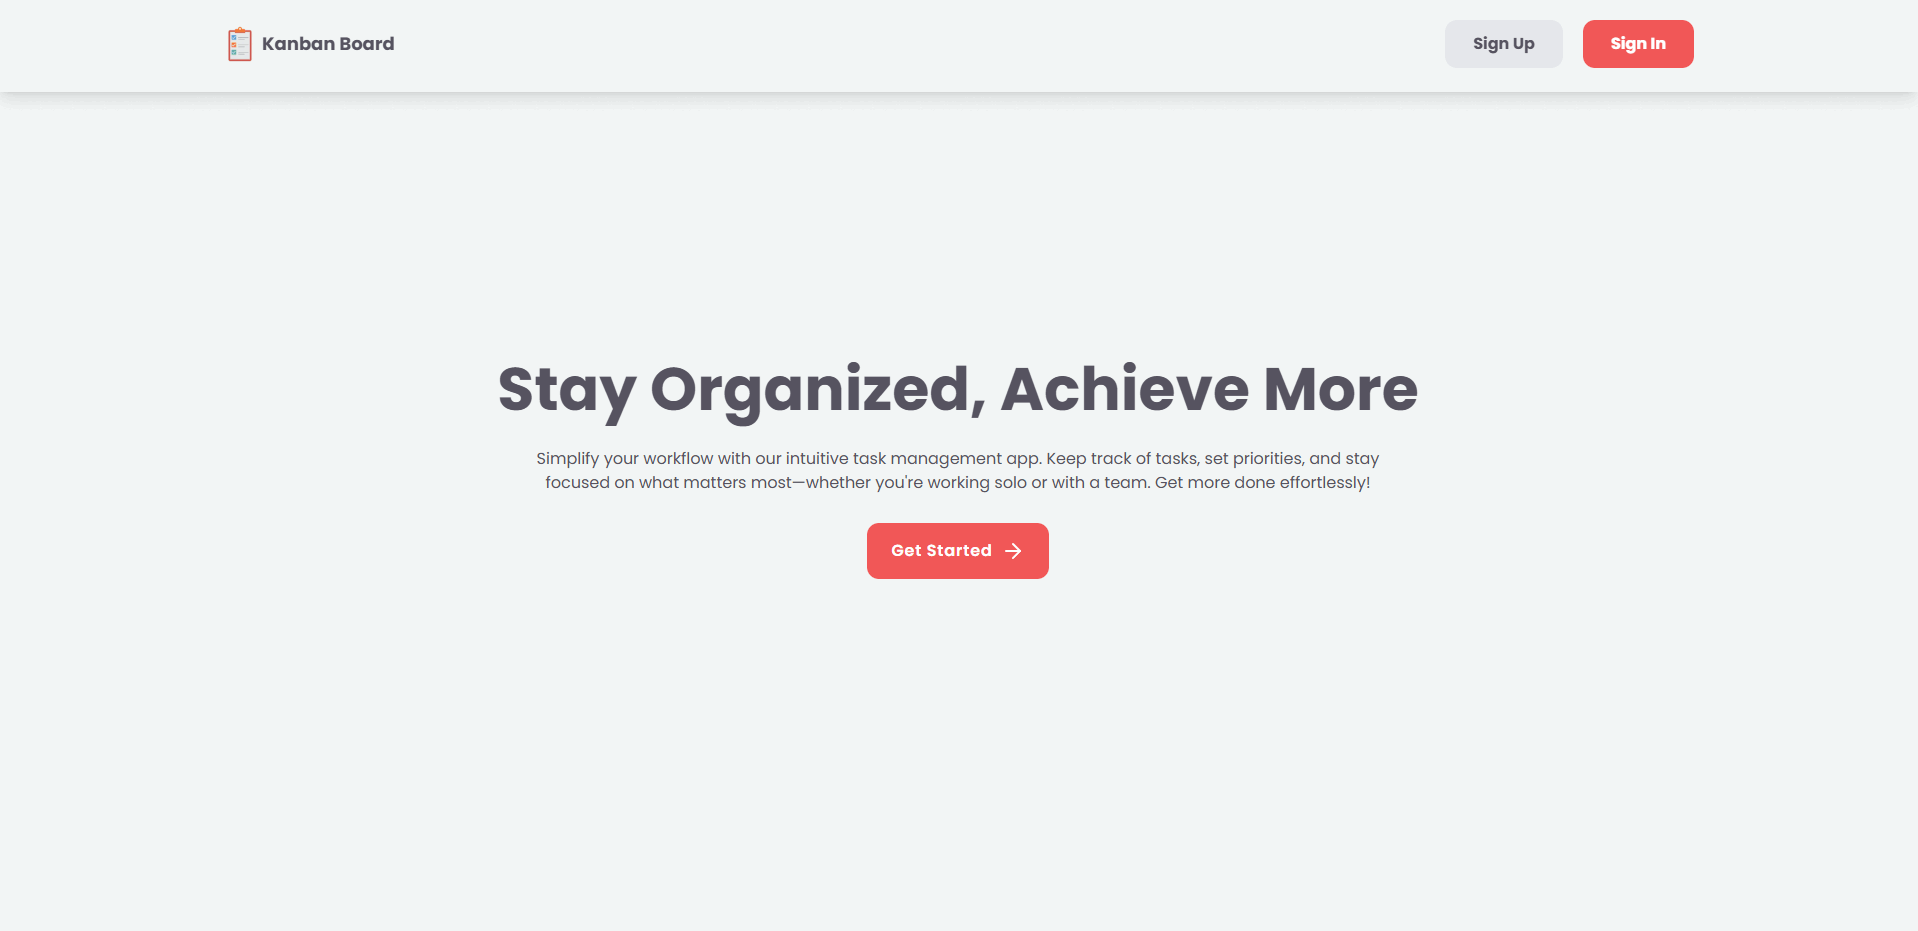 Kanban Board
Sign Up
Sign In
Stay Organized, Achieve More
Simplify your workflow with our intuitive task management app. Keep track of tasks, set priorities, and stay
focused on what matters most—whether you're working solo or with a team. Get more done effortlessly!
Get Started